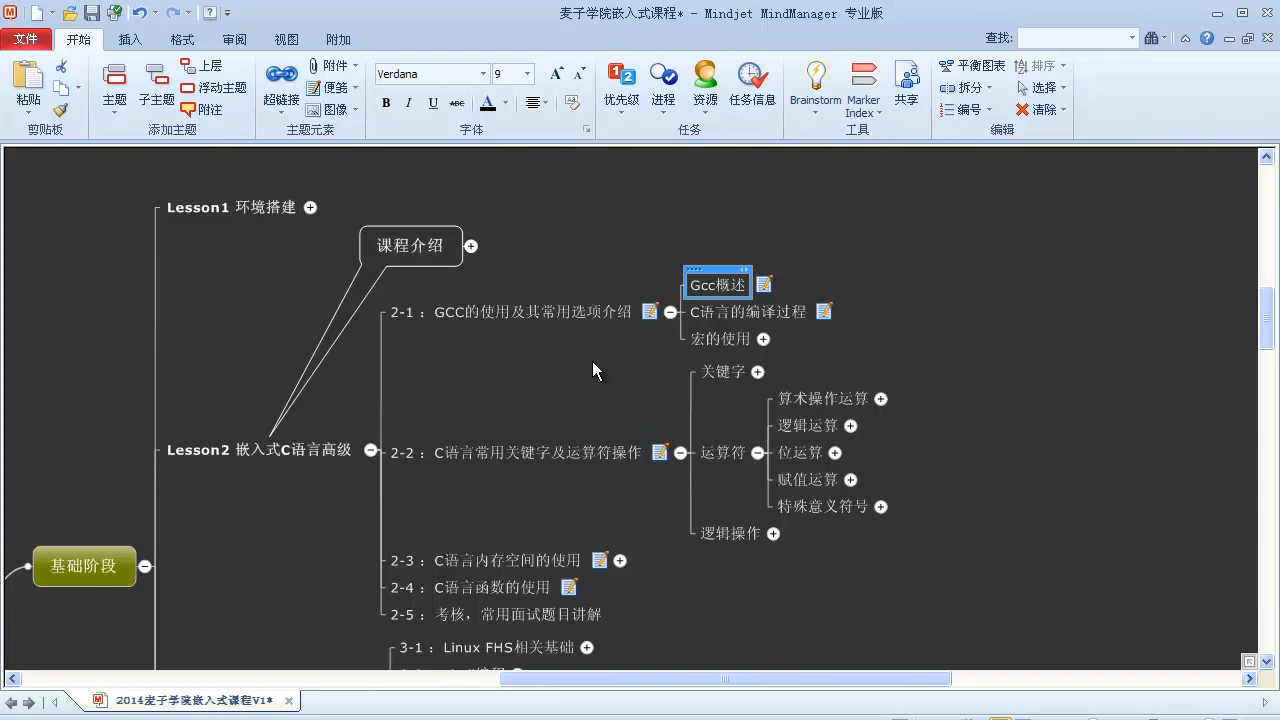 麦子学院嵌入式课程* - Mindjet MindManager 专业版
文件 开始 插入 格式 审阅 视图 附加 查找:
粘贴 主题 子主题 上层 浮动主题 附注 超链接 附件 便笺 图像 Verdana 9 优先级 进程 资源 任务信息 Brainstorm Marker Index 共享 平衡图表 拆分 编号 排序 选择 清除
B I U ABC A
剪贴板 添加主题 主题元素 字体 任务 工具 编辑
Lesson1 环境搭建
课程介绍
Gcc概述
2-1 : GCC的使用及其常用选项介绍
C语言的编译过程
宏的使用
关键字
算术操作运算
逻辑运算
Lesson2 嵌入式C语言高级
2-2 : C语言常用关键字及运算符操作
运算符
位运算
赋值运算
特殊意义符号
逻辑操作
2-3 : C语言内存空间的使用
基础阶段
2-4 : C语言函数的使用
2-5 : 考核，常用面试题目讲解
3-1 : Linux FHS相关基础
2014麦子学院嵌入式课程V1*